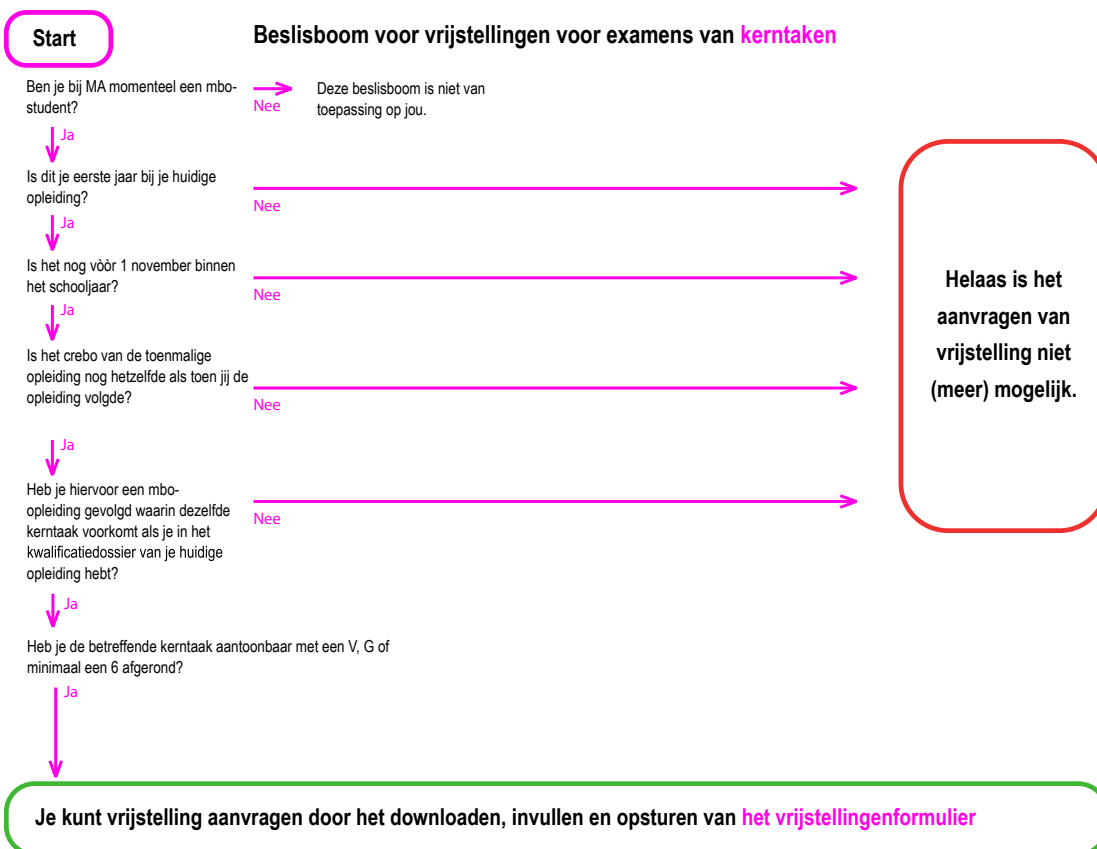 Start
Beslisboom voor vrijstellingen voor examens van kerntaken
Ben je bij MA momenteel een mbo-
student?
Nee
Deze beslisboom is niet van
toepassing op jou.
Ja
Is dit je eerste jaar bij je huidige
opleiding?
Nee
Ja
Is het nog vòòr 1 november binnen
het schooljaar?
Nee
Ja
Is het crebo van de toenmalige
opleiding nog hetzelfde als toen jij de
opleiding volgde?
Nee
Ja
Heb je hiervoor een mbo-
opleiding gevolgd waarin dezelfde
kerntaak voorkomt als je in het
kwalificatiedossier van je huidige
opleiding hebt?
Nee
Ja
Heb je de betreffende kerntaak aantoonbaar met een V, G of
minimaal een 6 afgerond?
Ja
Helaas is het
aanvragen van
vrijstelling niet
(meer) mogelijk.
Je kunt vrijstelling aanvragen door het downloaden, invullen en opsturen van het vrijstellingenformulier